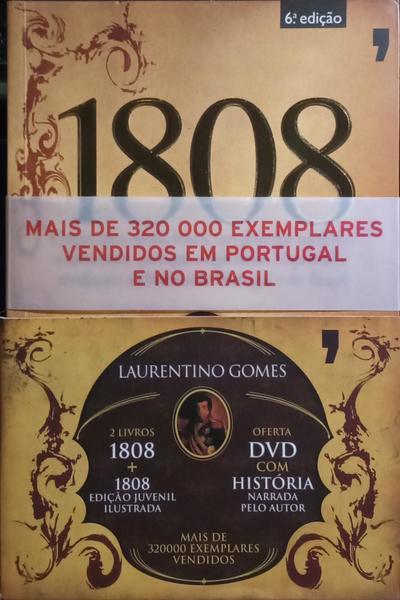 6.ª edição
1808
MAIS DE 320 000 EXEMPLARES
VENDIDOS EM PORTUGAL
E NO BRASIL
LAURENTINO GOMES
2 LIVROS
1808
+
1808
EDIÇÃO JUVENIL
ILUSTRADA
OFERTA
DVD
COM
HISTÓRIA
NARRADA
PELO AUTOR
MAIS DE
320000 EXEMPLARES
VENDIDOS